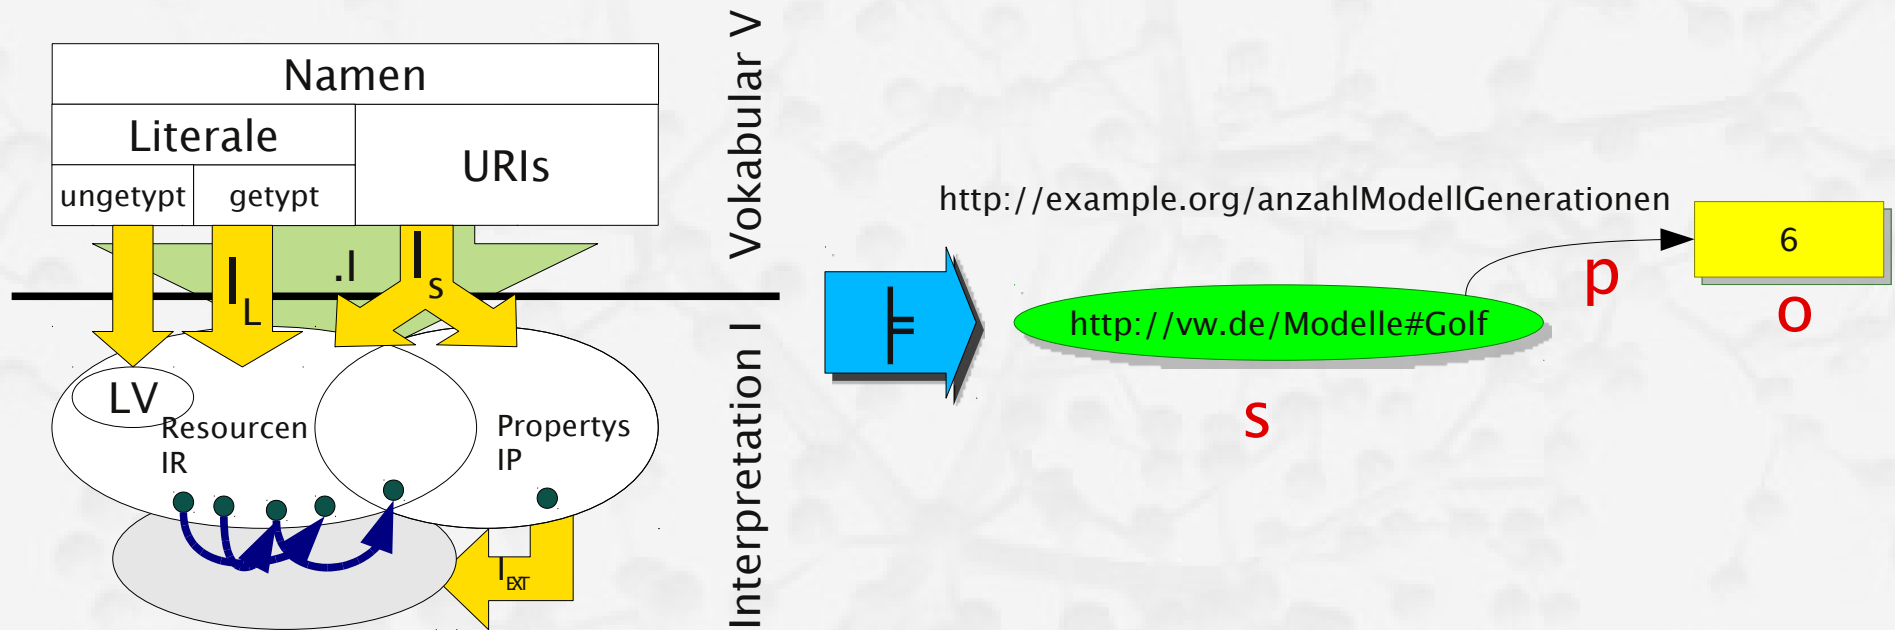 Namen
Literale
URIs
ungetypt
getypt
.I
I
L
I
S
LV
Resourcen
IR
Propertys
IP
I
EXT
Vokabular V
Interpretation I
⊨
http://example.org/anzahlModellGenerationen
6
p
o
http://vw.de/Modelle#Golf
s